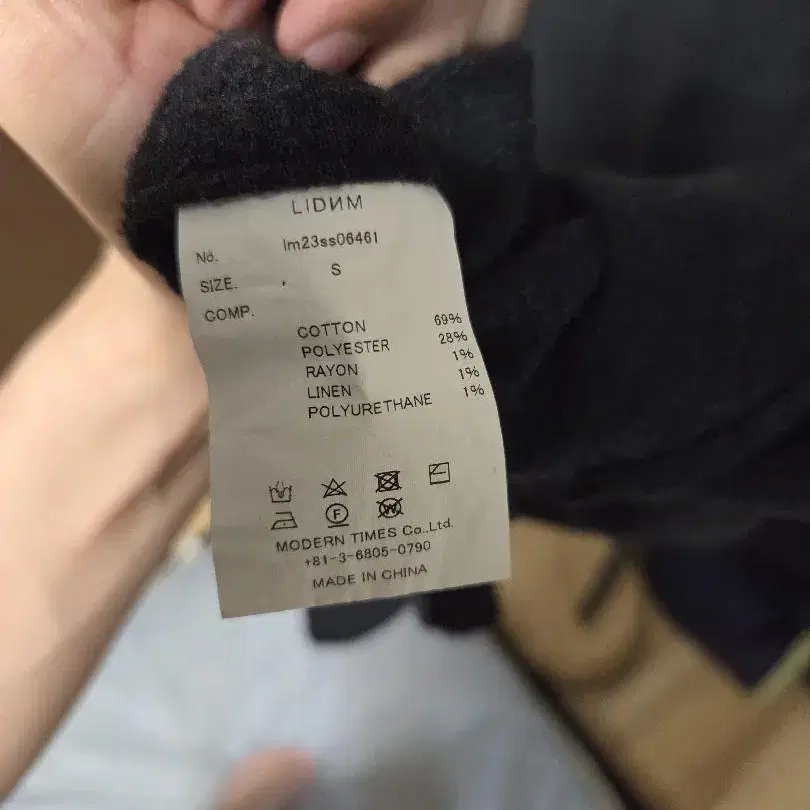 LIDИM
No. lm23ss06461
SIZE. S
COMP.
COTTON 69%
POLYESTER 28%
RAYON 1%
LINEN 1%
POLYURETHANE 1%
F
W
MODERN TIMES Co.,Ltd.
+81-3-6805-0790
MADE IN CHINA